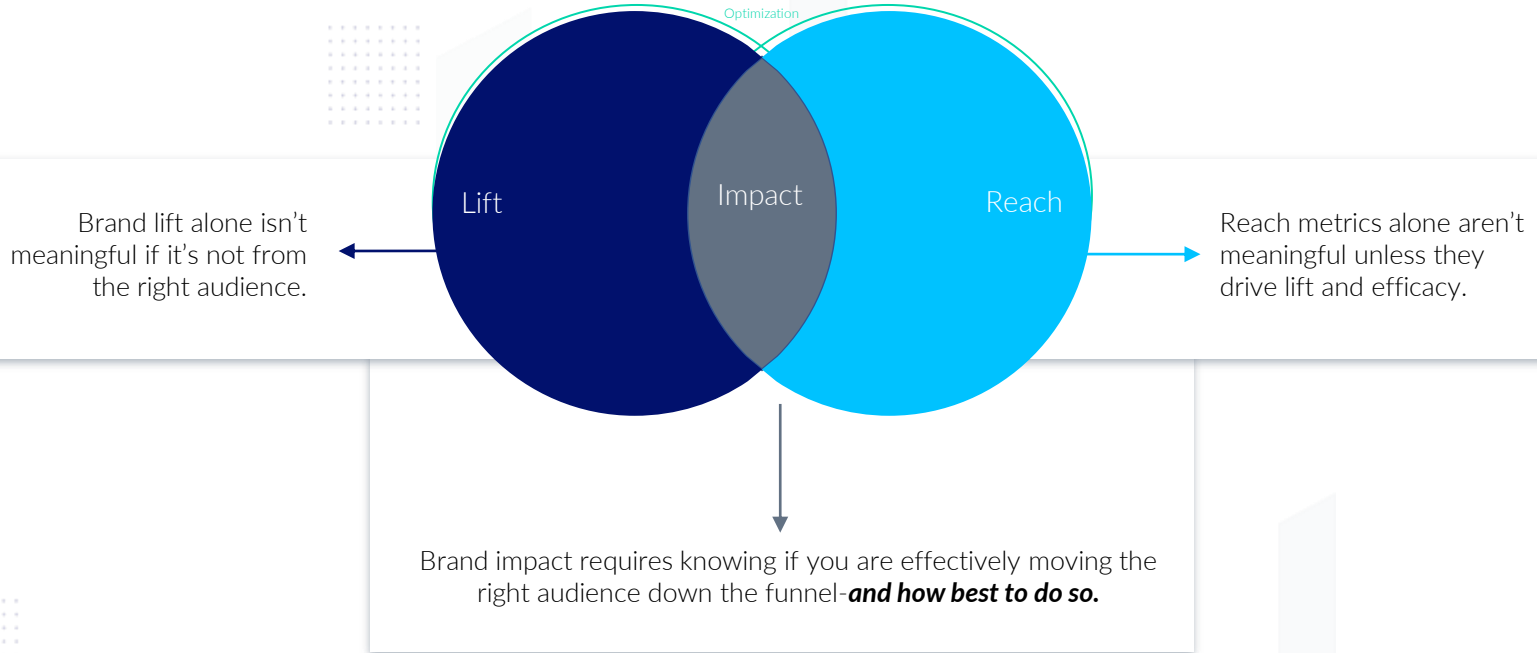 Optimization
Lift
Impact
Reach
Brand lift alone isn’t
meaningful if it’s not from
the right audience.
Reach metrics alone aren’t
meaningful unless they
drive lift and efficacy.
Brand impact requires knowing if you are effectively moving the
right audience down the funnel-and how best to do so.